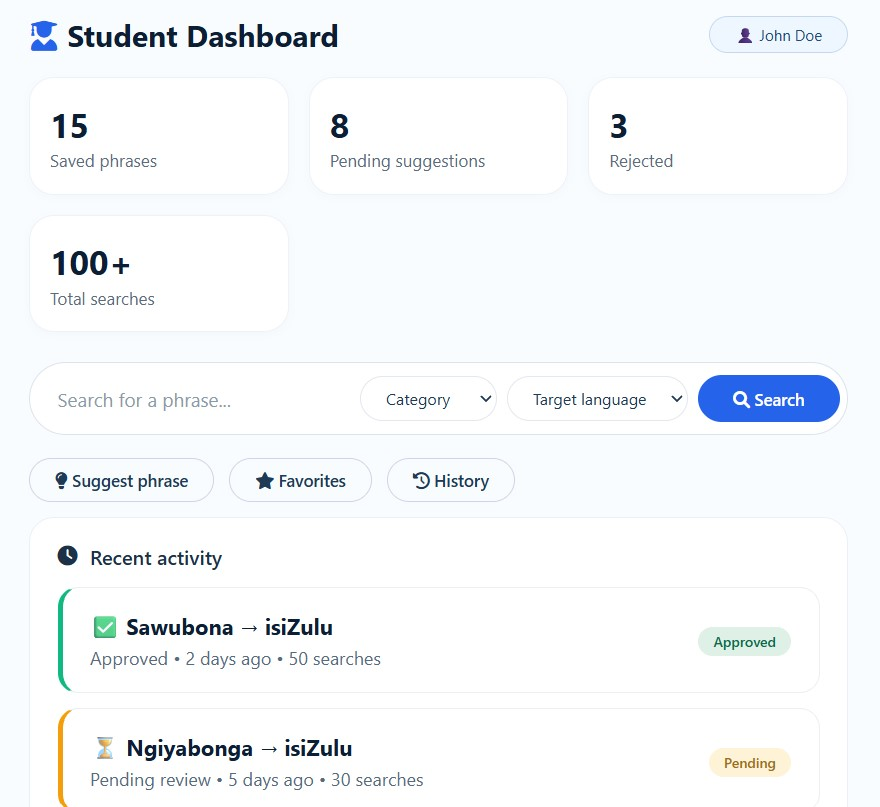 Student Dashboard
John Doe
15
Saved phrases
8
Pending suggestions
3
Rejected
100+
Total searches
Search for a phrase...
Category
Target language
Search
Suggest phrase
Favorites
History
Recent activity
✅ Sawubona → isiZulu
Approved • 2 days ago • 50 searches
Approved
⏳ Ngiyabonga → isiZulu
Pending review • 5 days ago • 30 searches
Pending